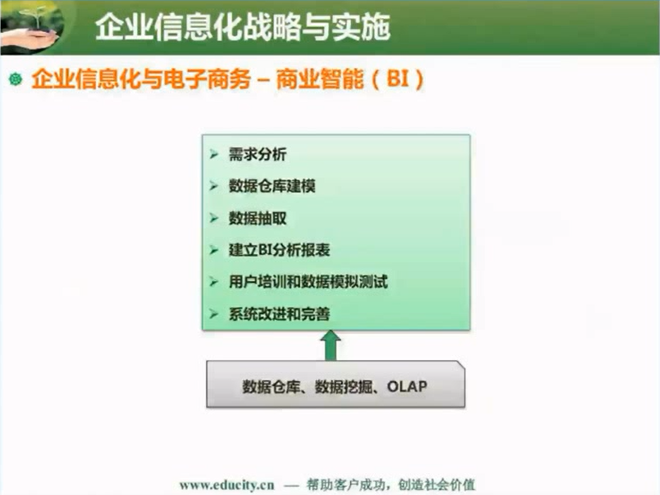 企业信息化战略与实施
企业信息化与电子商务 – 商业智能（BI）
需求分析
数据仓库建模
数据抽取
建立BI分析报表
用户培训和数据模拟测试
系统改进和完善
数据仓库、数据挖掘、OLAP
www.educity.cn — 帮助客户成功，创造社会价值